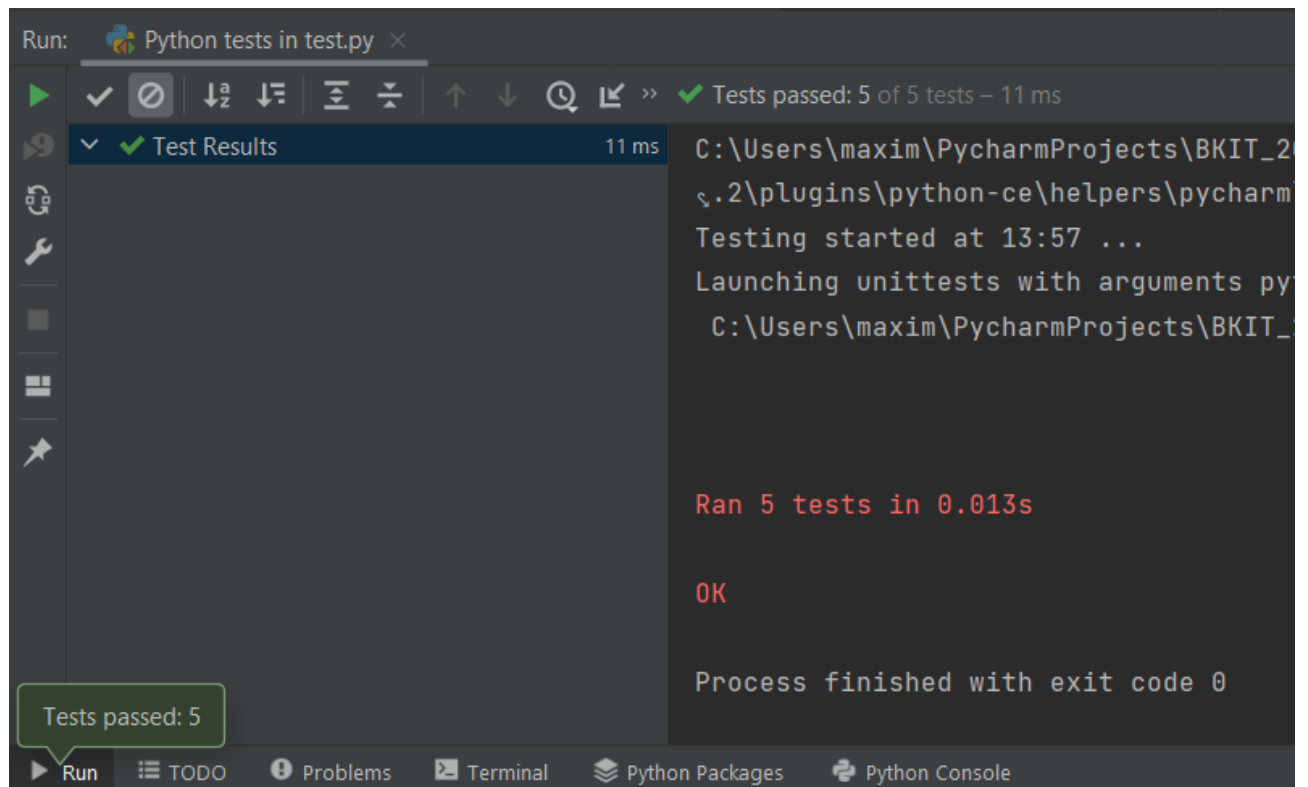 Run: Python tests in test.py
Tests passed: 5 of 5 tests – 11 ms
Test Results 11 ms
C:\Users\maxim\PycharmProjects\BKIT_2
.2\plugins\python-ce\helpers\pycharm
Testing started at 13:57 ...
Launching unittests with arguments py
C:\Users\maxim\PycharmProjects\BKIT_
Ran 5 tests in 0.013s
OK
Process finished with exit code 0
Tests passed: 5
Run TODO Problems Terminal Python Packages Python Console